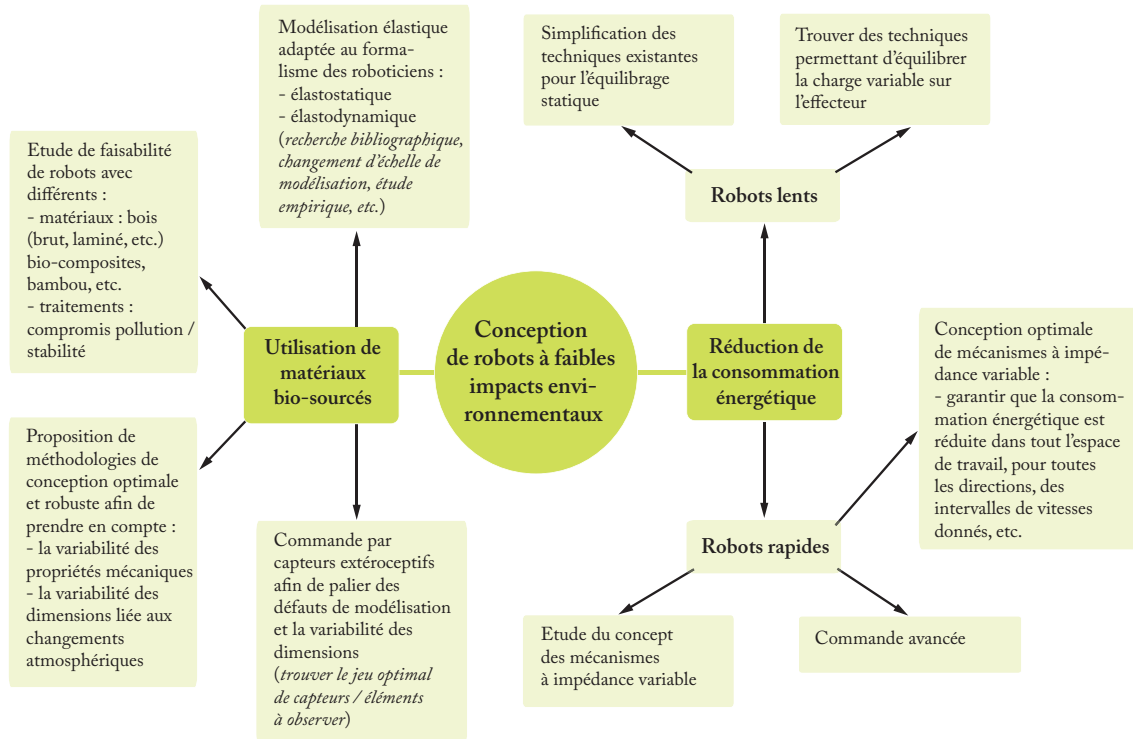 Modélisation élastique
adaptée au forma-
lisme des roboticiens :
- élastostatique
- élastodynamique
(recherche bibliographique,
changement d'échelle de
modélisation, étude
empirique, etc.)
Simplification des
techniques existantes
pour l'équilibrage
statique
Trouver des techniques
permettant d'équilibrer
la charge variable sur
l'effecteur
Etude de faisabilité
de robots avec
différents :
- matériaux : bois
(brut, laminé, etc.)
bio-composites,
bambou, etc.
- traitements :
compromis pollution /
stabilité
Robots lents
Utilisation de
matériaux
bio-sourcés
Conception
de robots à faibles
impacts envi-
ronnementaux
Réduction de
la consommation
énergétique
Conception optimale
de mécanismes à impé-
dance variable :
- garantir que la consom-
mation énergétique est
réduite dans tout l'espace
de travail, pour toutes
les directions, des
intervalles de vitesses
donnés, etc.
Proposition de
méthodologies de
conception optimale
et robuste afin de
prendre en compte :
- la variabilité des
propriétés mécaniques
- la variabilité des
dimensions liée aux
changements
atmosphériques
Commande par
capteurs extéroceptifs
afin de palier des
défauts de modélisation
et la variabilité des
dimensions
(trouver le jeu optimal
de capteurs / éléments
à observer)
Robots rapides
Etude du concept
des mécanismes
à impédance variable
Commande avancée